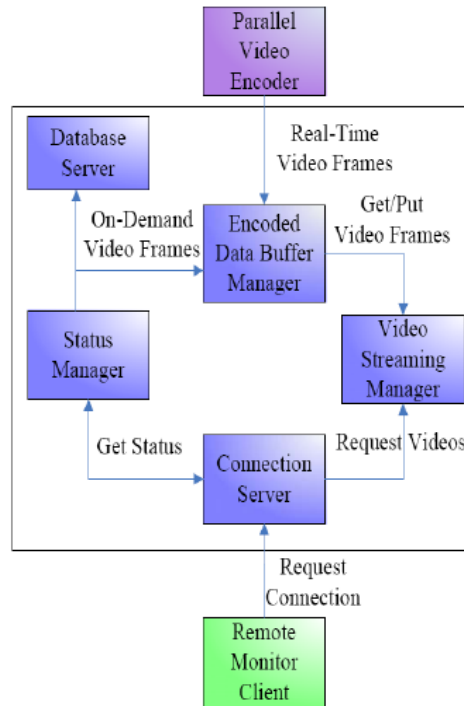 Parallel
Video
Encoder
Database
Server
Real-Time
Video Frames
On-Demand
Video Frames
Encoded
Data Buffer
Manager
Get/Put
Video Frames
Status
Manager
Video
Streaming
Manager
Get Status
Connection
Server
Request Videos
Request
Connection
Remote
Monitor
Client